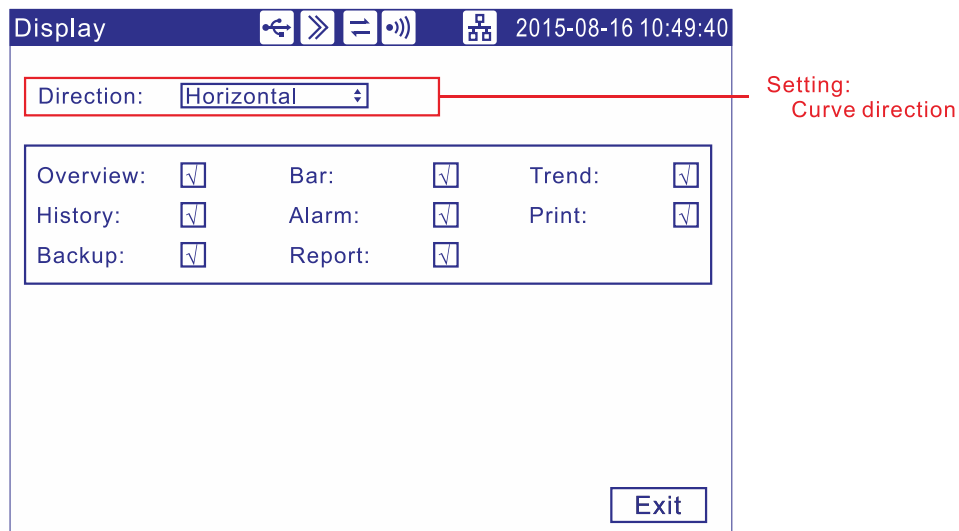 Display 2015-08-16 10:49:40
Direction: Horizontal
Setting:
Curve direction
Overview: √ Bar: √ Trend: √
History: √ Alarm: √ Print: √
Backup: √ Report: √
Exit